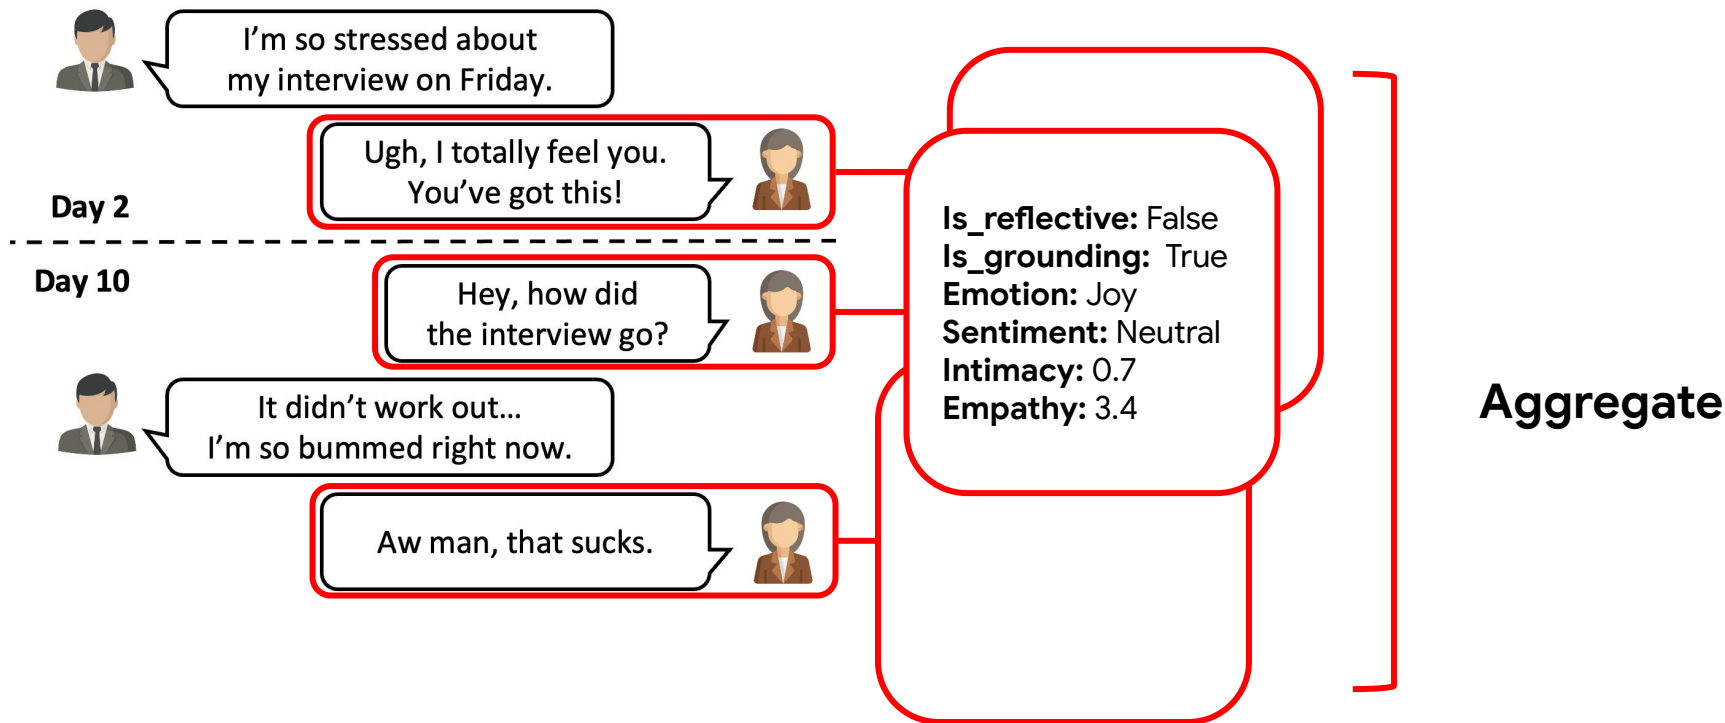 I’m so stressed about
my interview on Friday.
Ugh, I totally feel you.
You’ve got this!
Day 2
Day 10
Hey, how did
the interview go?
It didn’t work out...
I’m so bummed right now.
Aw man, that sucks.
Is_reflective: False
Is_grounding: True
Emotion: Joy
Sentiment: Neutral
Intimacy: 0.7
Empathy: 3.4
Aggregate